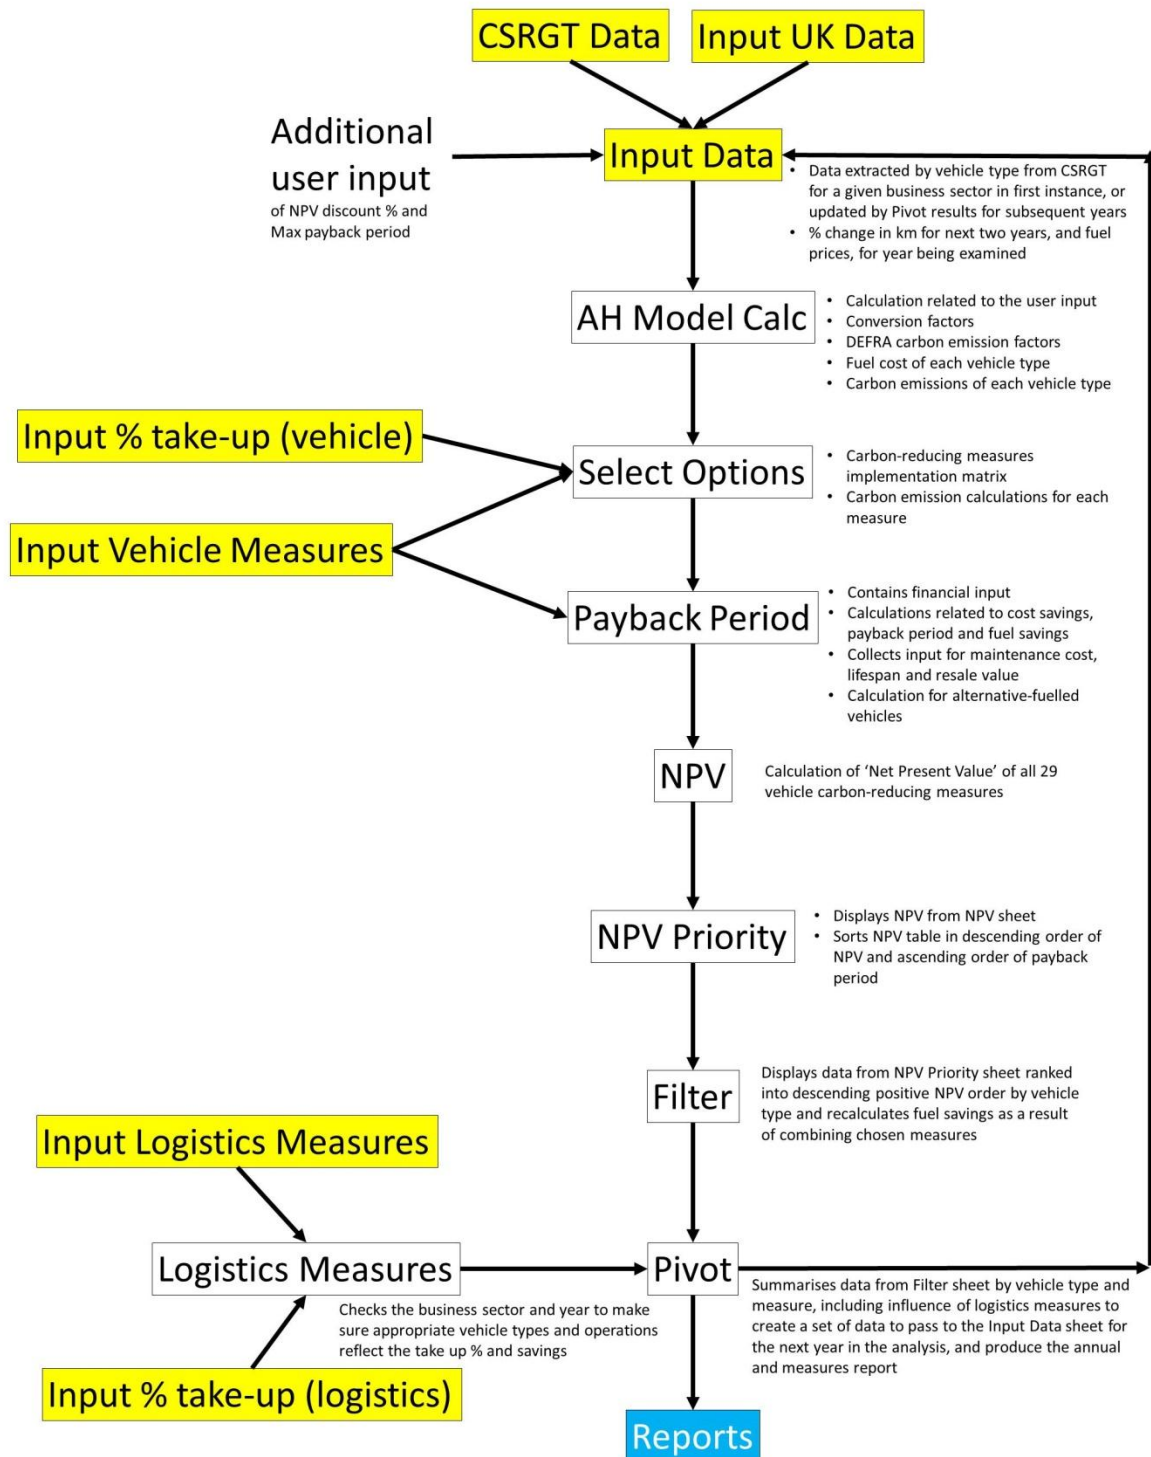 CSRGT Data
Input UK Data
Additional
user input
of NPV discount % and
Max payback period
Input Data
• Data extracted by vehicle type from CSRGT
for a given business sector in first instance, or
updated by Pivot results for subsequent years
• % change in km for next two years, and fuel
prices, for year being examined
AH Model Calc
• Calculation related to the user input
• Conversion factors
• DEFRA carbon emission factors
• Fuel cost of each vehicle type
• Carbon emissions of each vehicle type
Input % take-up (vehicle)
Select Options
• Carbon-reducing measures
implementation matrix
• Carbon emission calculations for each
measure
Input Vehicle Measures
Payback Period
• Contains financial input
• Calculations related to cost savings,
payback period and fuel savings
• Collects input for maintenance cost,
lifespan and resale value
• Calculation for alternative-fuelled
vehicles
NPV
Calculation of ‘Net Present Value’ of all 29
vehicle carbon-reducing measures
NPV Priority
• Displays NPV from NPV sheet
• Sorts NPV table in descending order of
NPV and ascending order of payback
period
Filter
Displays data from NPV Priority sheet ranked
into descending positive NPV order by vehicle
type and recalculates fuel savings as a result
of combining chosen measures
Input Logistics Measures
Logistics Measures
Checks the business sector and year to make
sure appropriate vehicle types and operations
reflect the take up % and savings
Pivot
Summarises data from Filter sheet by vehicle type and
measure, including influence of logistics measures to
create a set of data to pass to the Input Data sheet for
the next year in the analysis, and produce the annual
and measures report
Input % take-up (logistics)
Reports